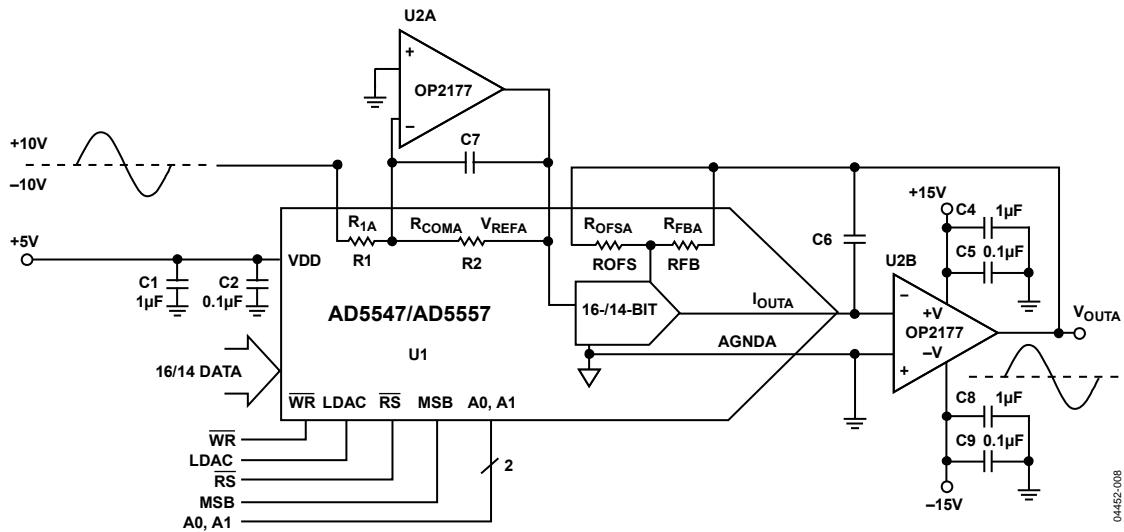 U2A
+
OP2177
–
C7
+10V
–10V
+5V
C1
1µF
C2
0.1µF
VDD
R1A
RCOMA
VREFA
R1
R2
ROFSA
RFBA
ROFS
RFB
C6
16-/14-BIT
AD5547/AD5557
U1
IOUTA
AGNDA
16/14 DATA
WR LDAC RS MSB A0, A1
WR
LDAC
RS
MSB
A0, A1
2
+15V
C4 1µF
C5 0.1µF
U2B
–
+V
OP2177
–V
+
VOUTA
C8 1µF
C9 0.1µF
–15V
04452-008